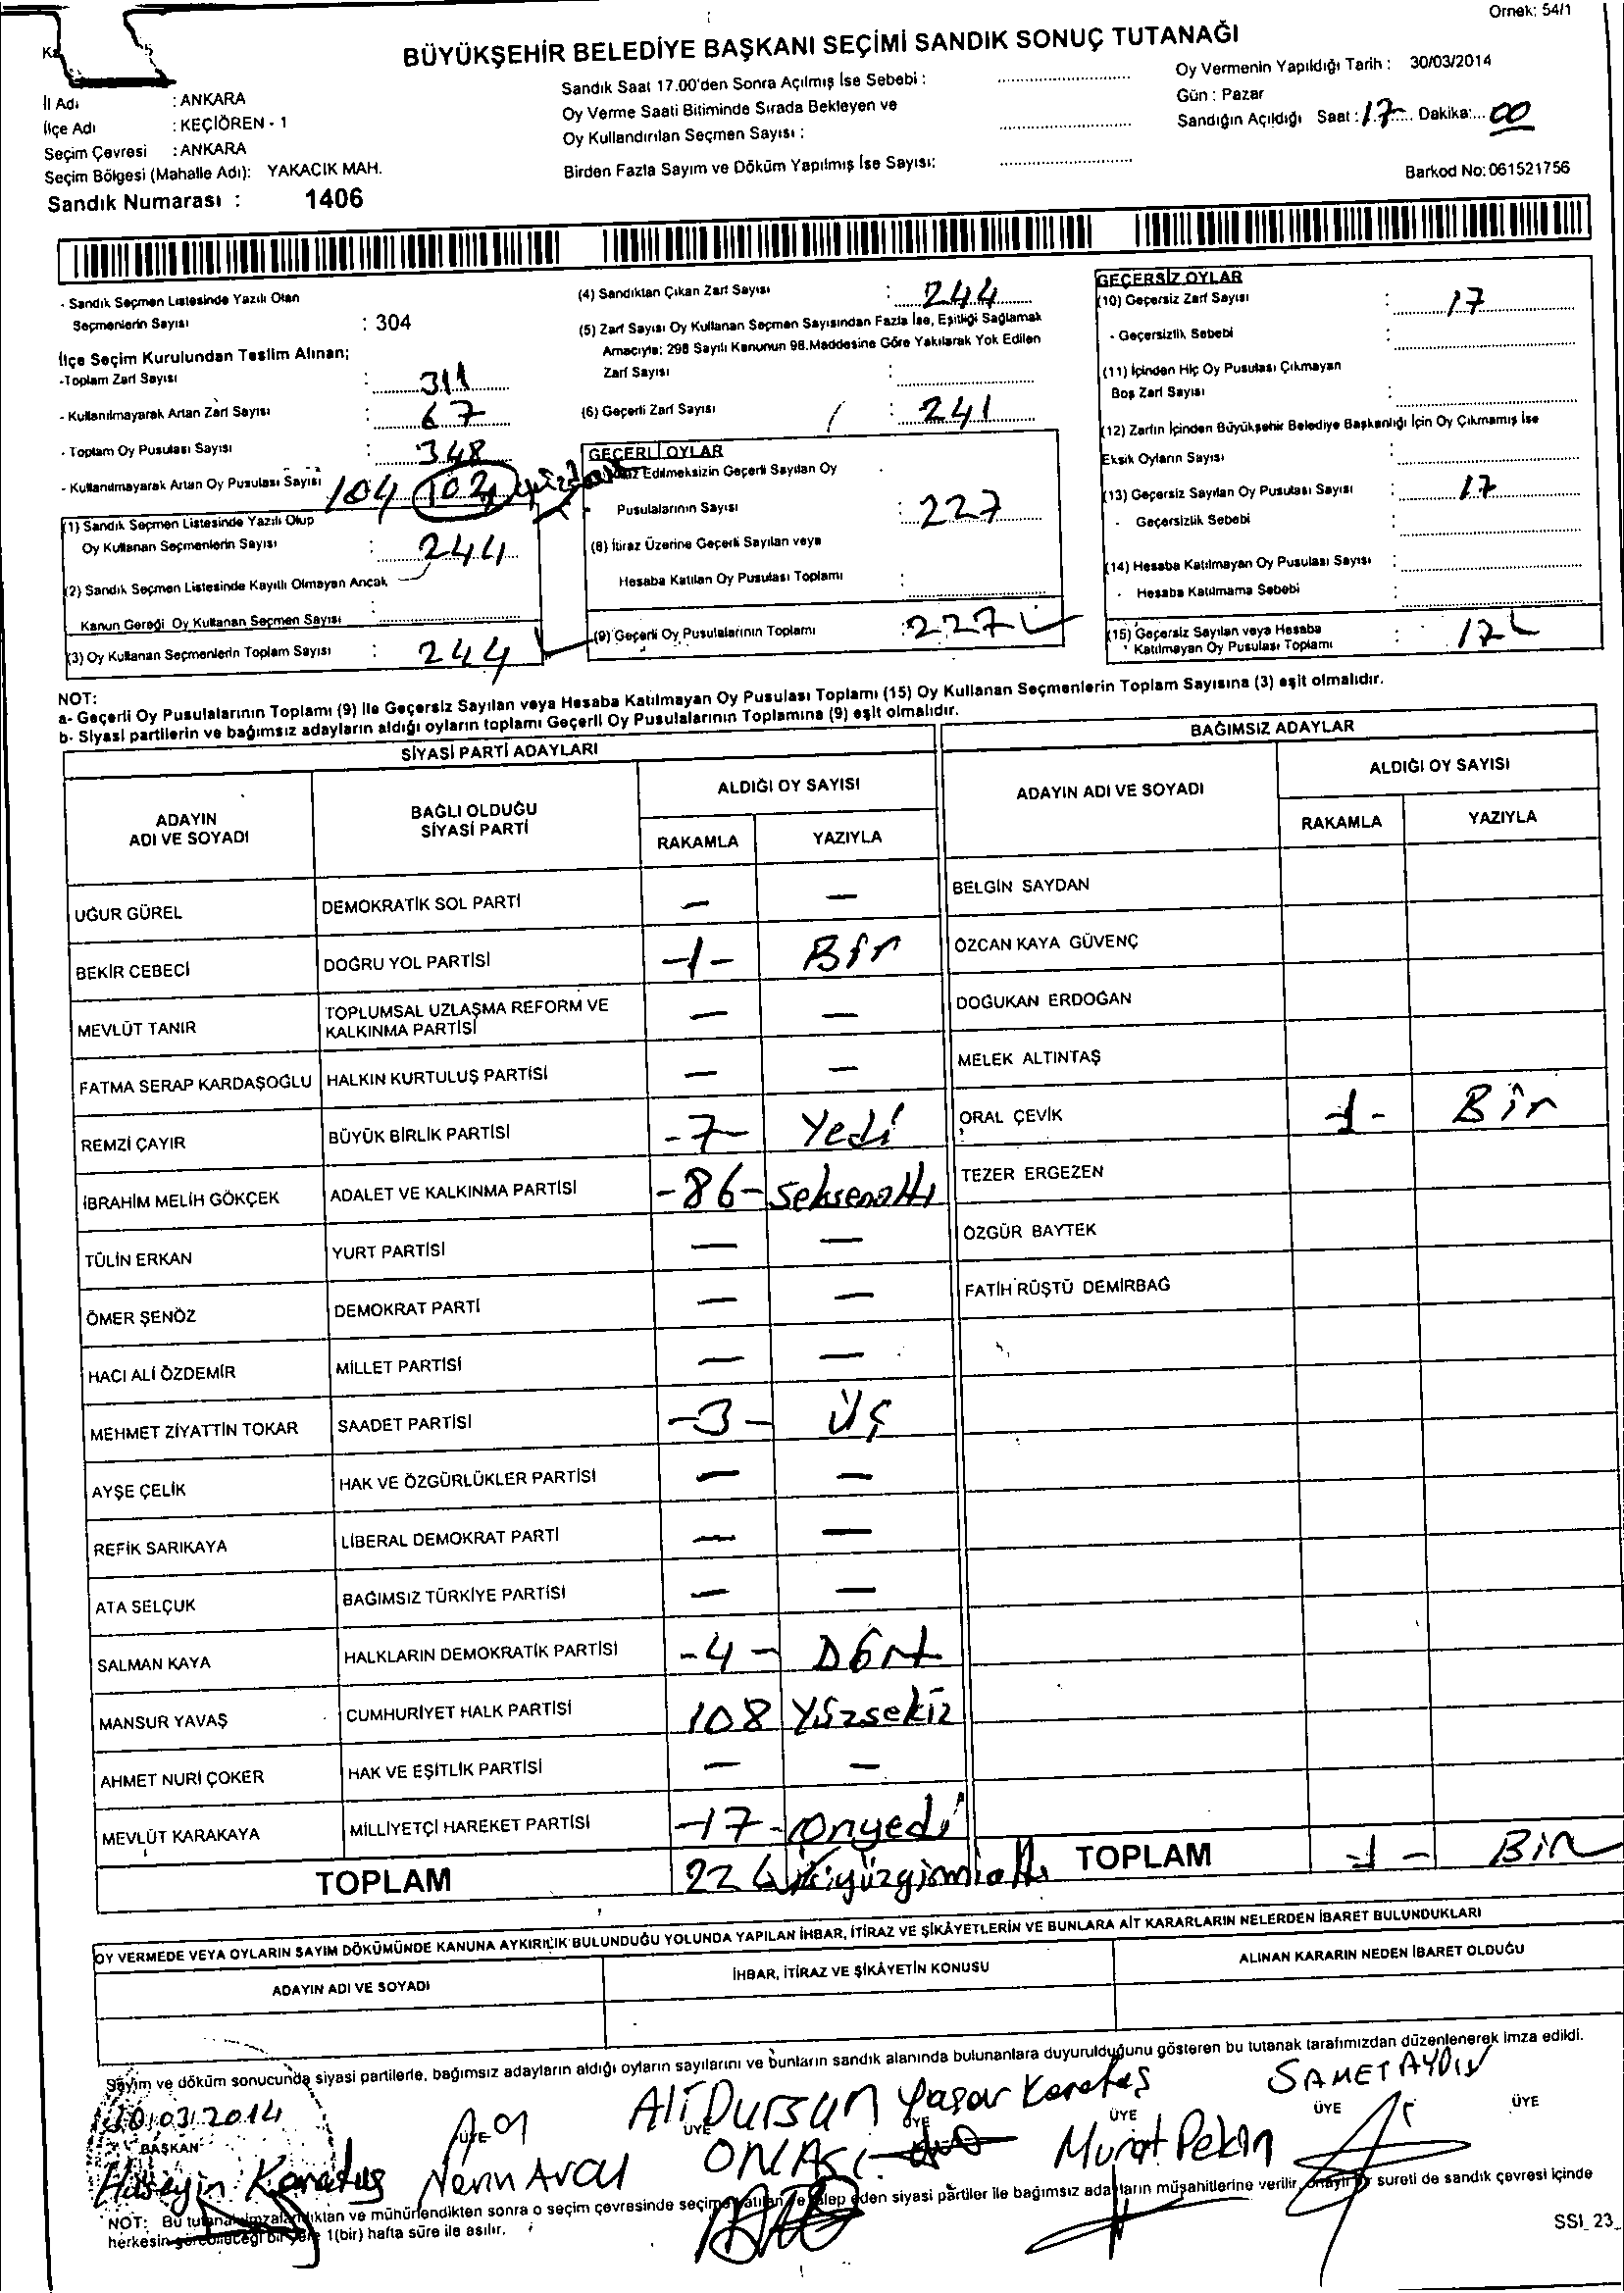 Örnek: 54/1
BÜYÜKŞEHİR BELEDİYE BAŞKANI SEÇİMİ SANDIK SONUÇ TUTANAĞI
İl Adı : ANKARA
İlçe Adı : KEÇİÖREN - 1
Seçim Çevresi : ANKARA
Seçim Bölgesi (Mahalle Adı): YAKACIK MAH.
Sandık Numarası : 1406
Sandık Saat 17.00'den Sonra Açılmış İse Sebebi :
Oy Verme Saati Bitiminde Sırada Bekleyen ve
Oy Kullandırılan Seçmen Sayısı :
Birden Fazla Sayım ve Döküm Yapılmış İse Sayısı:
Oy Vermenin Yapıldığı Tarih : 30/03/2014
Gün : Pazar
Sandığın Açıldığı Saat : 17 Dakika: 00
Barkod No: 061521756
- Sandık Seçmen Listesinde Yazılı Olan
Seçmenlerin Sayısı : 304
İlçe Seçim Kurulundan Teslim Alınan;
-Toplam Zarf Sayısı : 311
- Kullanılmayarak Artan Zarf Sayısı : 67
- Toplam Oy Pusulası Sayısı : 348
- Kullanılmayarak Artan Oy Pusulası Sayısı 104
(1) Sandık Seçmen Listesinde Yazılı Olup
Oy Kullanan Seçmenlerin Sayısı : 244
(2) Sandık Seçmen Listesinde Kayıtlı Olmayan Ancak
Kanun Gereği Oy Kullanan Seçmen Sayısı :
(3) Oy Kullanan Seçmenlerin Toplam Sayısı : 244
(4) Sandıktan Çıkan Zarf Sayısı : 244
(5) Zarf Sayısı Oy Kullanan Seçmen Sayısından Fazla İse, Eşitliği Sağlamak
Amacıyla; 298 Sayılı Kanunun 98.Maddesine Göre Yakılarak Yok Edilen
Zarf Sayısı :
(6) Geçerli Zarf Sayısı : 241
GEÇERLİ OYLAR
Edilmeksizin Geçerli Sayılan Oy
Pusulalarının Sayısı : 227
(8) İtiraz Üzerine Geçerli Sayılan veya
Hesaba Katılan Oy Pusulası Toplamı :
(9) Geçerli Oy Pusulalarının Toplamı : 227
GEÇERSİZ OYLAR
(10) Geçersiz Zarf Sayısı : 17
- Geçersizlik Sebebi :
(11) İçinden Hiç Oy Pusulası Çıkmayan
Boş Zarf Sayısı :
(12) Zarfın İçinden Büyükşehir Belediye Başkanlığı İçin Oy Çıkmamış İse
Eksik Oyların Sayısı :
(13) Geçersiz Sayılan Oy Pusulası Sayısı : 17
- Geçersizlik Sebebi :
(14) Hesaba Katılmayan Oy Pusulası Sayısı :
- Hesaba Katılmama Sebebi :
(15) Geçersiz Sayılan veya Hesaba
Katılmayan Oy Pusulası Toplamı : 17
NOT:
a- Geçerli Oy Pusulalarının Toplamı (9) ile Geçersiz Sayılan veya Hesaba Katılmayan Oy Pusulası Toplamı (15) Oy Kullanan Seçmenlerin Toplam Sayısına (3) eşit olmalıdır.
b- Siyasi partilerin ve bağımsız adayların aldığı oyların toplamı Geçerli Oy Pusulalarının Toplamına (9) eşit olmalıdır.
SİYASİ PARTİ ADAYLARI
BAĞIMSIZ ADAYLAR
ADAYIN ADI VE SOYADI
BAĞLI OLDUĞU SİYASİ PARTİ
ALDIĞI OY SAYISI
RAKAMLA YAZIYLA
ADAYIN ADI VE SOYADI
ALDIĞI OY SAYISI
RAKAMLA YAZIYLA
UĞUR GÜREL DEMOKRATİK SOL PARTİ — —
BEKİR CEBECİ DOĞRU YOL PARTİSİ -1- Bir
MEVLÜT TANIR TOPLUMSAL UZLAŞMA REFORM VE KALKINMA PARTİSİ — —
FATMA SERAP KARDAŞOĞLU HALKIN KURTULUŞ PARTİSİ — —
REMZİ ÇAYIR BÜYÜK BİRLİK PARTİSİ -7- Yedi
İBRAHİM MELİH GÖKÇEK ADALET VE KALKINMA PARTİSİ -86- Seksenaltı
TÜLİN ERKAN YURT PARTİSİ — —
ÖMER ŞENÖZ DEMOKRAT PARTİ — —
HACI ALİ ÖZDEMİR MİLLET PARTİSİ — —
MEHMET ZİYATTİN TOKAR SAADET PARTİSİ -3- Üç
AYŞE ÇELİK HAK VE ÖZGÜRLÜKLER PARTİSİ — —
REFİK SARIKAYA LİBERAL DEMOKRAT PARTİ — —
ATA SELÇUK BAĞIMSIZ TÜRKİYE PARTİSİ — —
SALMAN KAYA HALKLARIN DEMOKRATİK PARTİSİ -4- Dört
MANSUR YAVAŞ CUMHURİYET HALK PARTİSİ 108 Yüzsekiz
AHMET NURİ ÇOKER HAK VE EŞİTLİK PARTİSİ — —
MEVLÜT KARAKAYA MİLLİYETÇİ HAREKET PARTİSİ -17- Onyedi
TOPLAM 226 ikiyüzyirmialtı
BELGİN SAYDAN
ÖZCAN KAYA GÜVENÇ
DOĞUKAN ERDOĞAN
MELEK ALTINTAŞ
ORAL ÇEVİK -1- Bir
TEZER ERGEZEN
ÖZGÜR BAYTEK
FATİH RÜŞTÜ DEMİRBAĞ
TOPLAM -1- Bir
OY VERMEDE VEYA OYLARIN SAYIM DÖKÜMÜNDE KANUNA AYKIRILIK BULUNDUĞU YOLUNDA YAPILAN İHBAR, İTİRAZ VE ŞİKÂYETLERİN VE BUNLARA AİT KARARLARIN NELERDEN İBARET BULUNDUKLARI
ADAYIN ADI VE SOYADI İHBAR, İTİRAZ VE ŞİKÂYETİN KONUSU ALINAN KARARIN NEDEN İBARET OLDUĞU
Sayım ve döküm sonucunda siyasi partilerle, bağımsız adayların aldığı oyların sayılarını ve bunların sandık alanında bulunanlara duyurulduğunu gösteren bu tutanak tarafımızdan düzenlenerek imza edildi.
30/03/2014
BAŞKAN ÜYE ÜYE ÜYE ÜYE ÜYE ÜYE
Hüseyin Karataş
Nerin Avcı
Ali Dursun
Yaşar Karataş
Murat Pekin
SAMET AYDIN
NOT: Bu tutanak imzalandıktan ve mühürlendikten sonra o seçim çevresinde seçime katılan ve talep eden siyasi partiler ile bağımsız adayların müşahitlerine verilir, onaylı bir sureti de sandık çevresi içinde
herkesin görebileceği bir yere 1(bir) hafta süre ile asılır.
SSI_23_